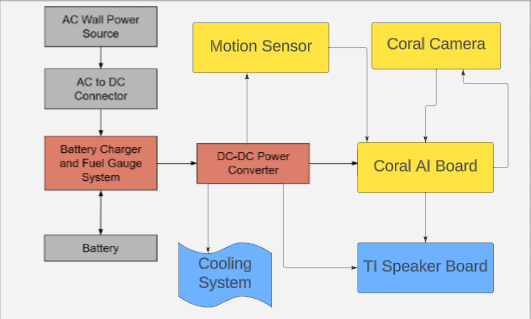 AC Wall Power
Source
Motion Sensor
Coral Camera
AC to DC
Connector
Battery Charger
and Fuel Gauge
System
DC-DC Power
Converter
Coral AI Board
Battery
Cooling
System
TI Speaker Board